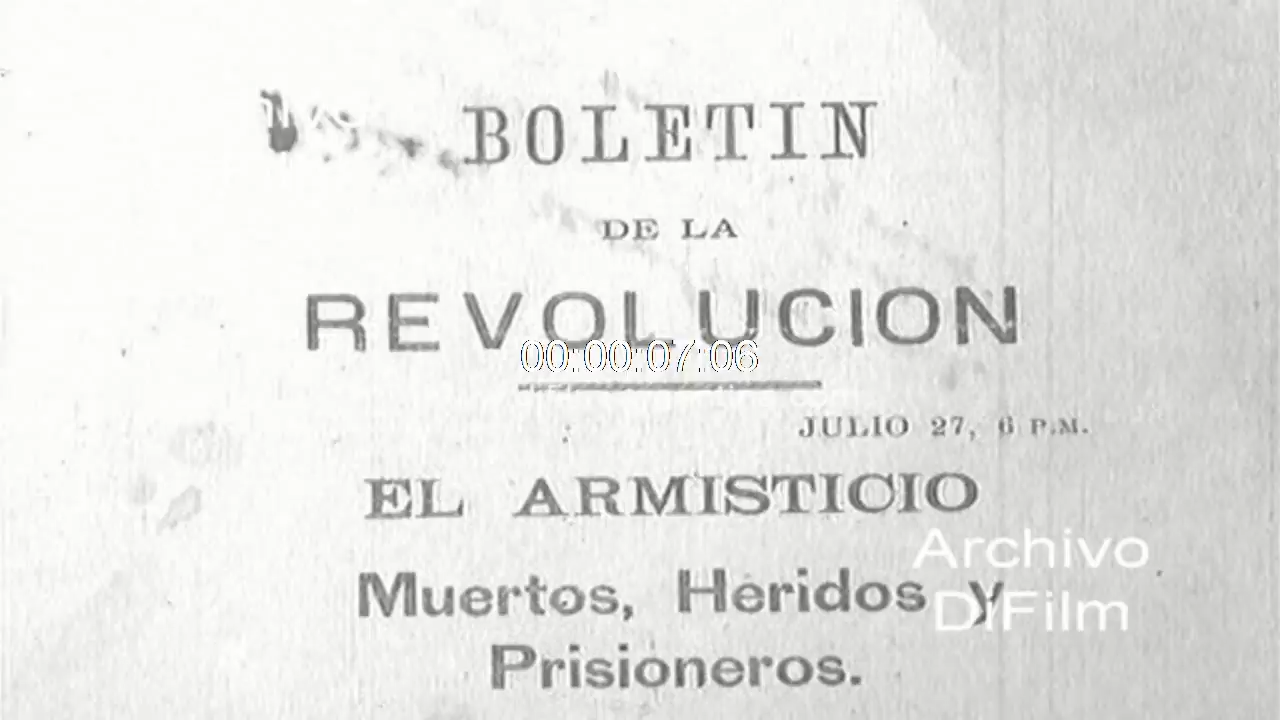 BOLETIN
DE LA
REVOLUCION
00:00:07:06
JULIO 27, 6 P.M.
EL ARMISTICIO
Archivo
Muertos, Heridos y
DiFilm
Prisioneros.